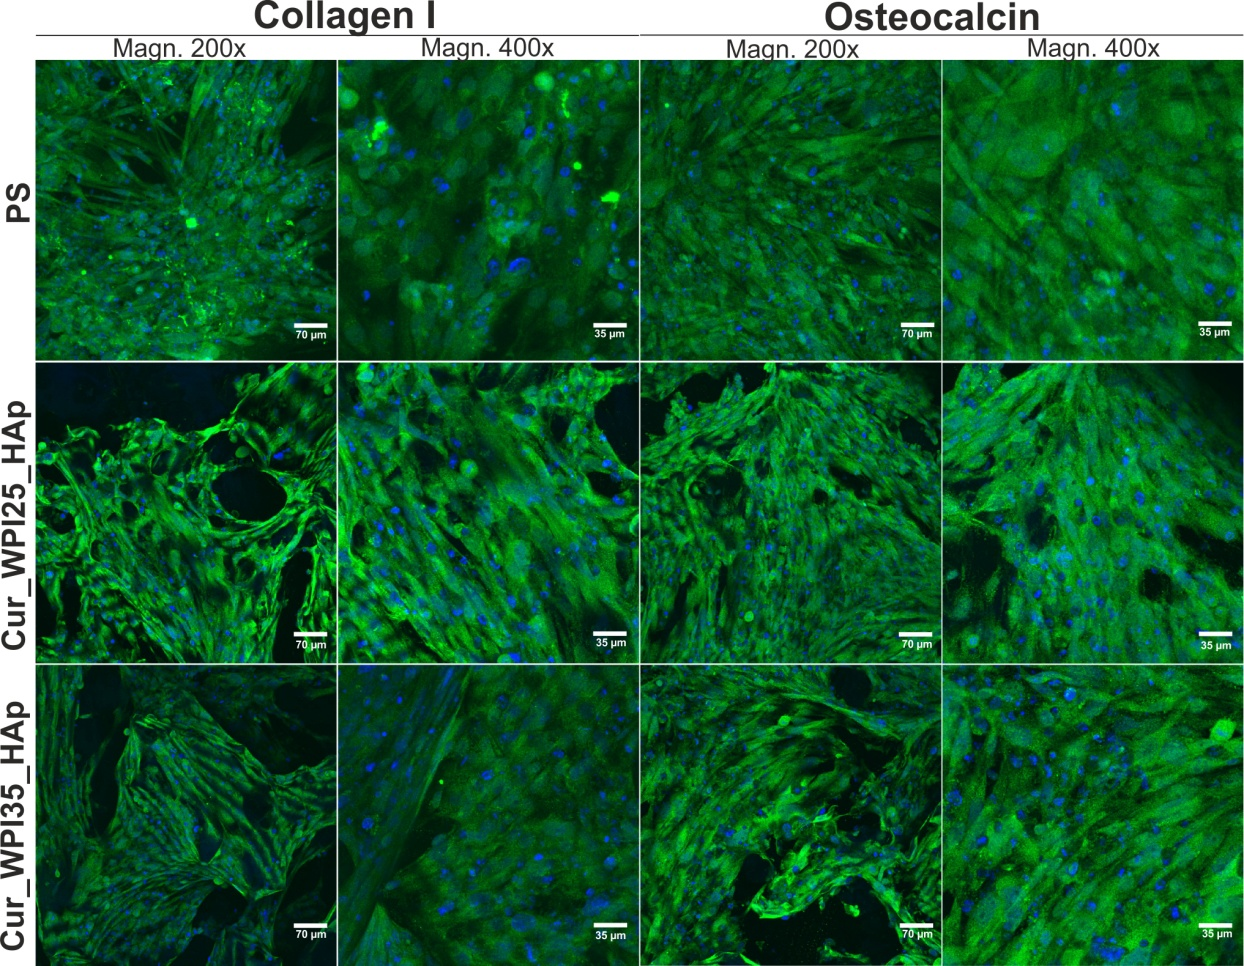 Collagen I
Osteocalcin
Magn. 200x
Magn. 400x
Magn. 200x
Magn. 400x
PS
70 µm
35 µm
70 µm
35 µm
Cur_WPI25_HAp
70 µm
35 µm
70 µm
35 µm
Cur_WPI35_HAp
70 µm
35 µm
70 µm
35 µm